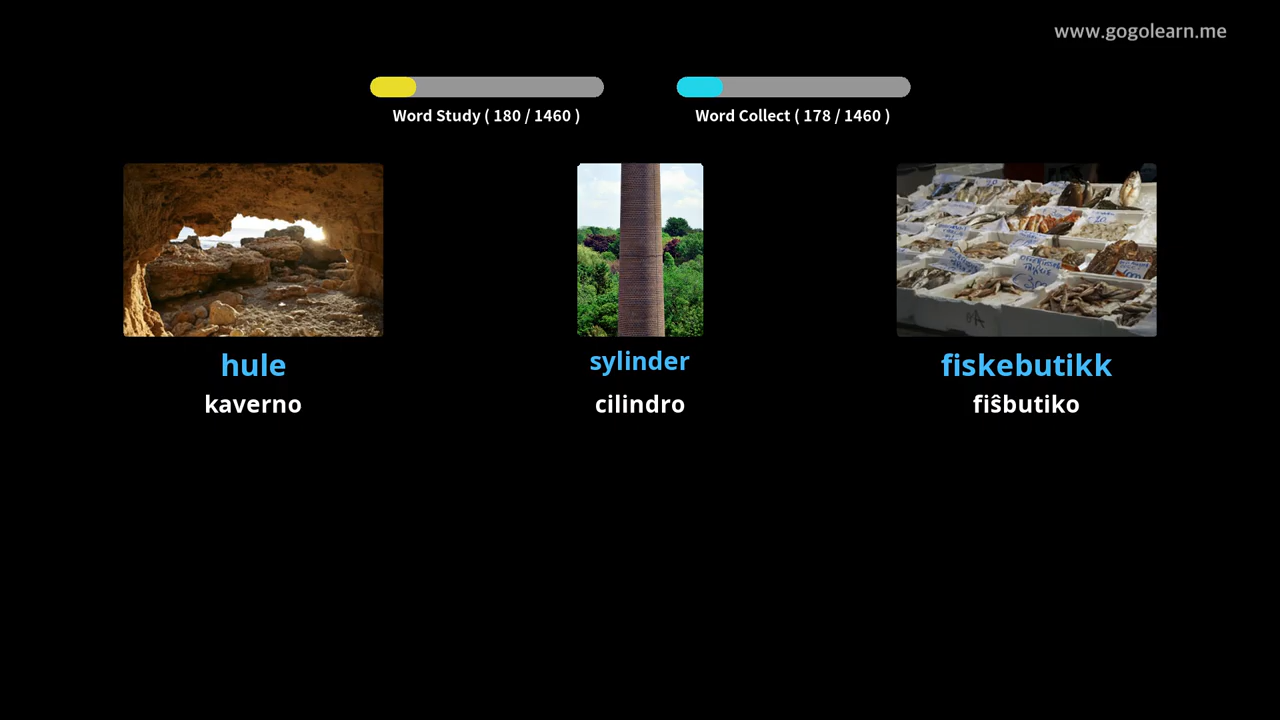 www.gogolearn.me
Word Study ( 180 / 1460 )
Word Collect ( 178 / 1460 )
hule
sylinder
fiskebutikk
kaverno
cilindro
fiŝbutiko